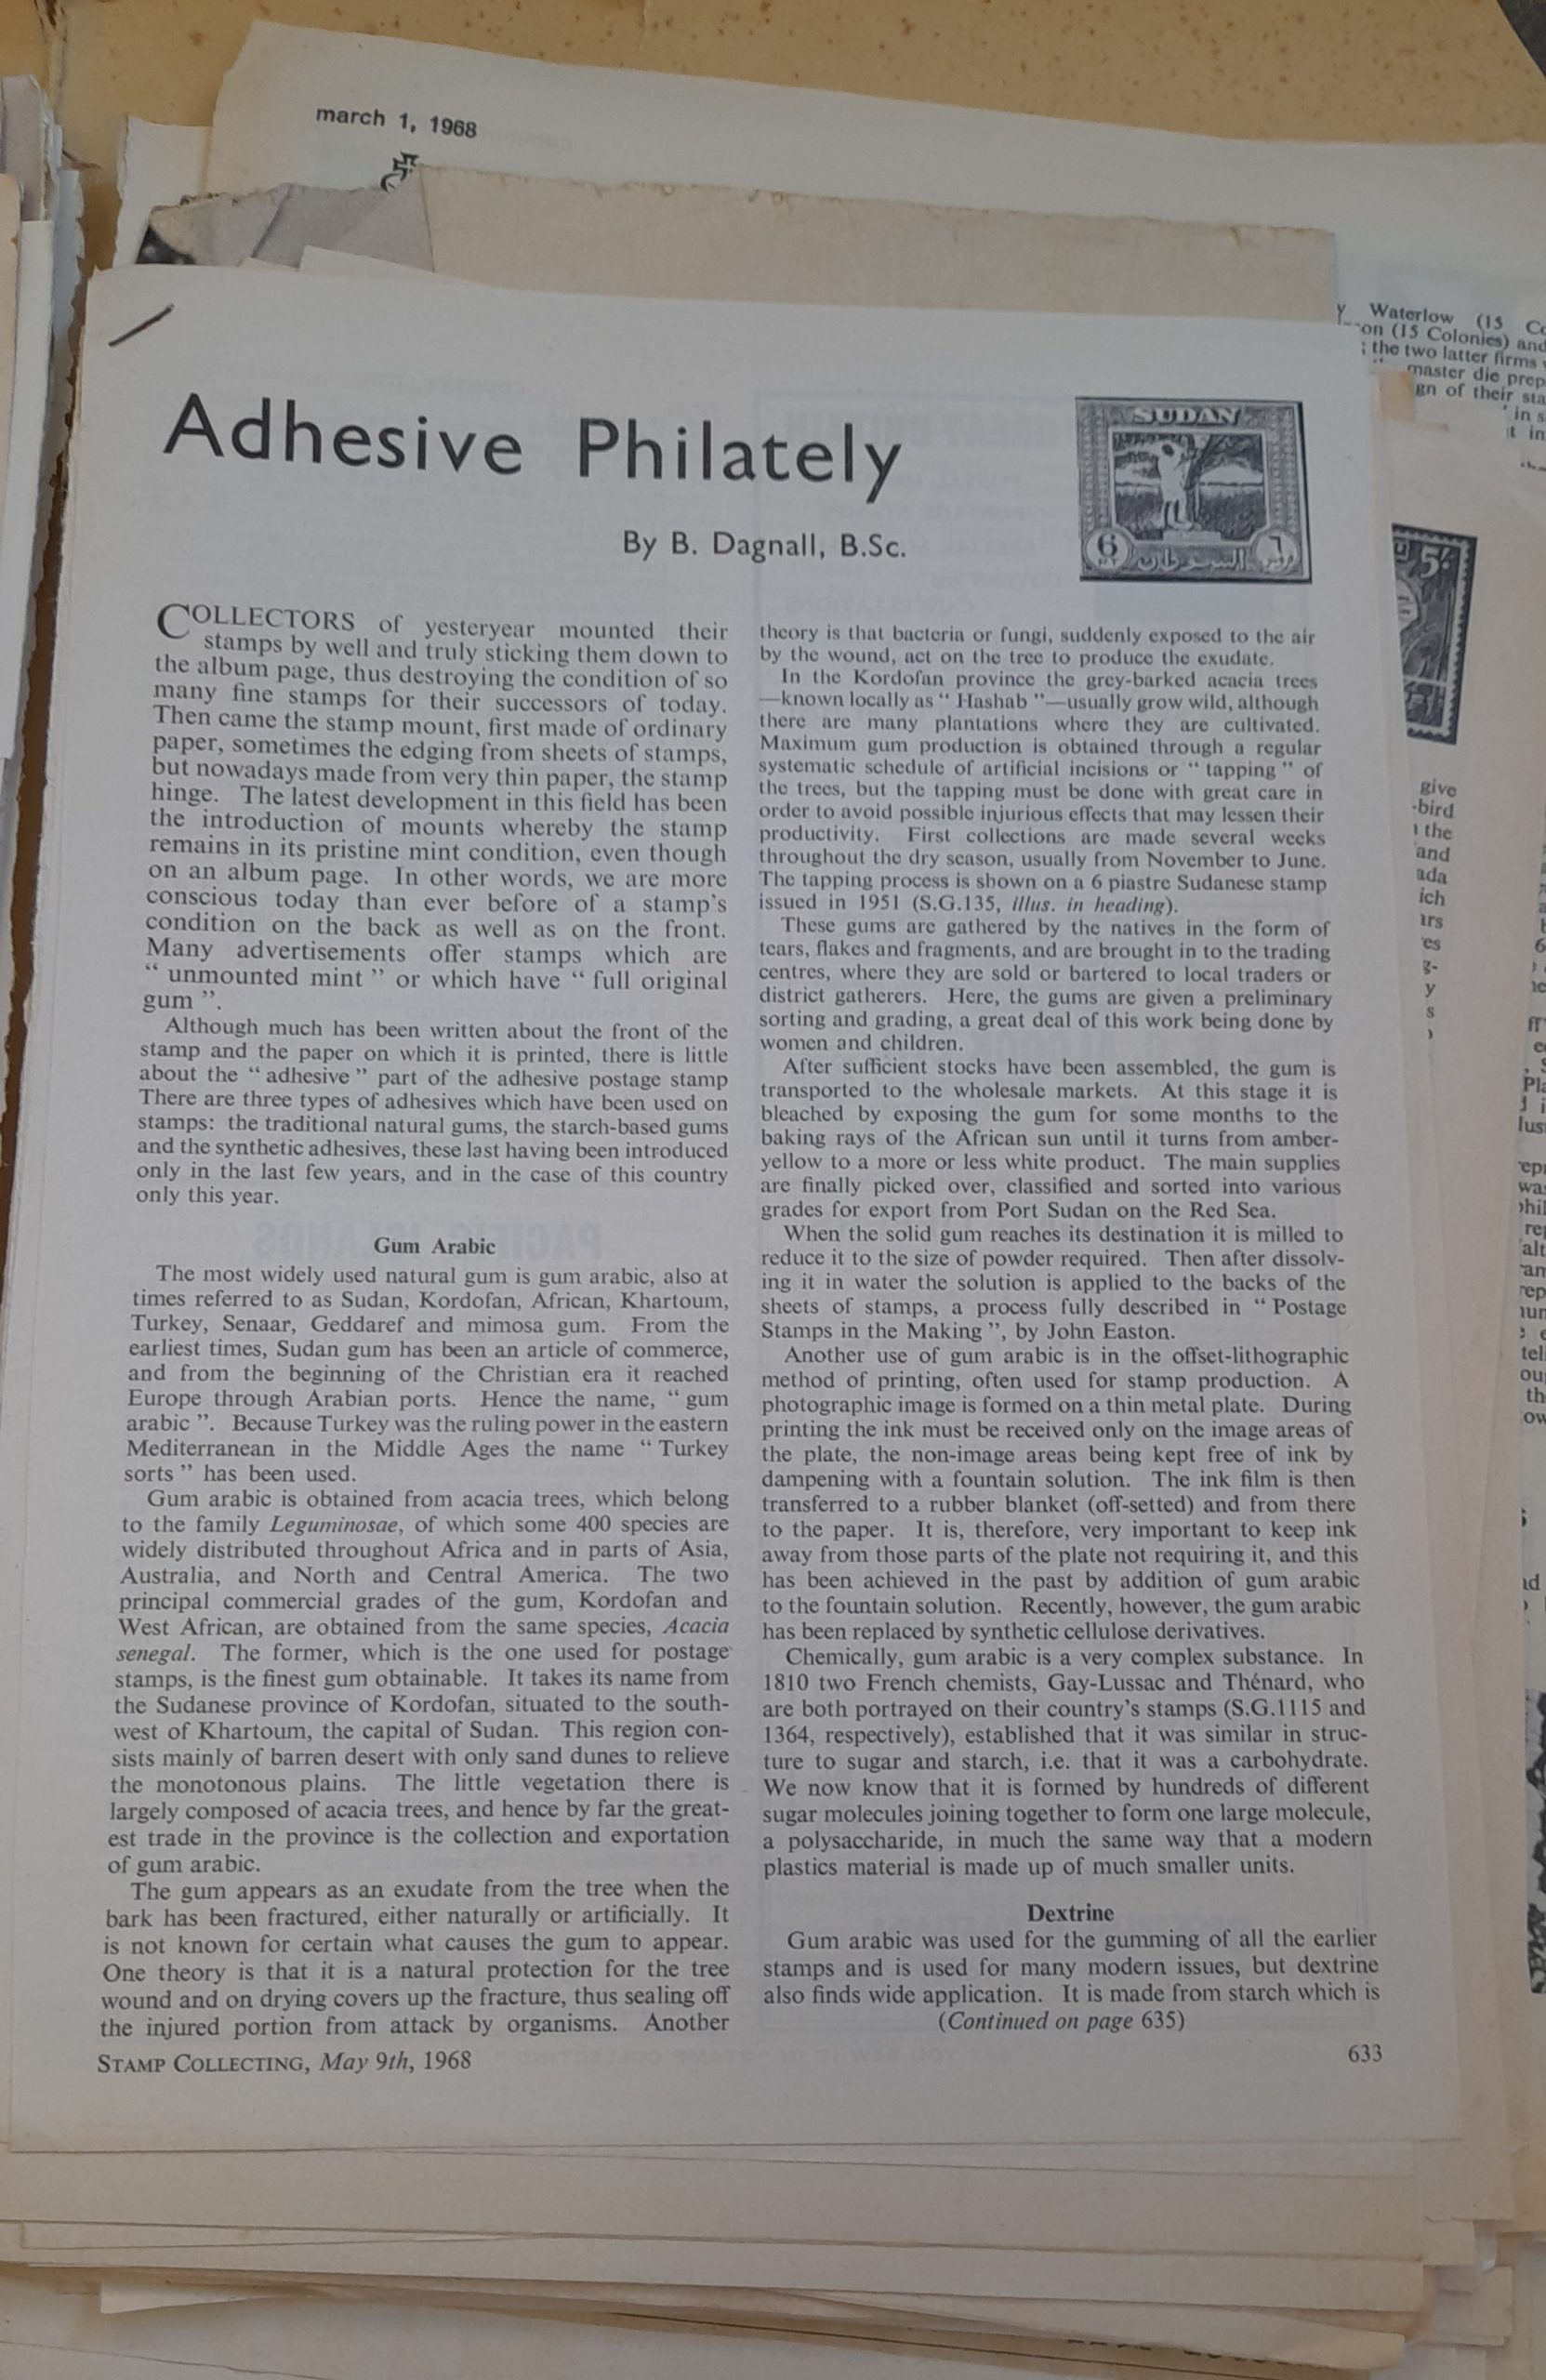 march 1, 1968
Waterlow (15
on (15 Colonies) and
; the two latter firms
master die prep
gn of their sta
in s
t in
Adhesive Philately
By B. Dagnall, B.Sc.
SUDAN
6
السودان
٦
5/-
COLLECTORS of yesteryear mounted their
stamps by well and truly sticking them down to
the album page, thus destroying the condition of so
many fine stamps for their successors of today.
Then came the stamp mount, first made of ordinary
paper, sometimes the edging from sheets of stamps,
but nowadays made from very thin paper, the stamp
hinge. The latest development in this field has been
the introduction of mounts whereby the stamp
remains in its pristine mint condition, even though
on an album page. In other words, we are more
conscious today than ever before of a stamp's
condition on the back as well as on the front.
Many advertisements offer stamps which are
“ unmounted mint ” or which have “ full original
gum ”.
Although much has been written about the front of the
stamp and the paper on which it is printed, there is little
about the “ adhesive ” part of the adhesive postage stamp
There are three types of adhesives which have been used on
stamps: the traditional natural gums, the starch-based gums
and the synthetic adhesives, these last having been introduced
only in the last few years, and in the case of this country
only this year.
Gum Arabic
The most widely used natural gum is gum arabic, also at
times referred to as Sudan, Kordofan, African, Khartoum,
Turkey, Senaar, Geddaref and mimosa gum. From the
earliest times, Sudan gum has been an article of commerce,
and from the beginning of the Christian era it reached
Europe through Arabian ports. Hence the name, “ gum
arabic ”. Because Turkey was the ruling power in the eastern
Mediterranean in the Middle Ages the name “ Turkey
sorts ” has been used.
Gum arabic is obtained from acacia trees, which belong
to the family Leguminosae, of which some 400 species are
widely distributed throughout Africa and in parts of Asia,
Australia, and North and Central America. The two
principal commercial grades of the gum, Kordofan and
West African, are obtained from the same species, Acacia
senegal. The former, which is the one used for postage
stamps, is the finest gum obtainable. It takes its name from
the Sudanese province of Kordofan, situated to the south-
west of Khartoum, the capital of Sudan. This region con-
sists mainly of barren desert with only sand dunes to relieve
the monotonous plains. The little vegetation there is
largely composed of acacia trees, and hence by far the great-
est trade in the province is the collection and exportation
of gum arabic.
The gum appears as an exudate from the tree when the
bark has been fractured, either naturally or artificially. It
is not known for certain what causes the gum to appear.
One theory is that it is a natural protection for the tree
wound and on drying covers up the fracture, thus sealing off
the injured portion from attack by organisms. Another
theory is that bacteria or fungi, suddenly exposed to the air
by the wound, act on the tree to produce the exudate.
In the Kordofan province the grey-barked acacia trees
—known locally as “ Hashab ”—usually grow wild, although
there are many plantations where they are cultivated.
Maximum gum production is obtained through a regular
systematic schedule of artificial incisions or “ tapping ” of
the trees, but the tapping must be done with great care in
order to avoid possible injurious effects that may lessen their
productivity. First collections are made several weeks
throughout the dry season, usually from November to June.
The tapping process is shown on a 6 piastre Sudanese stamp
issued in 1951 (S.G.135, illus. in heading).
These gums are gathered by the natives in the form of
tears, flakes and fragments, and are brought in to the trading
centres, where they are sold or bartered to local traders or
district gatherers. Here, the gums are given a preliminary
sorting and grading, a great deal of this work being done by
women and children.
After sufficient stocks have been assembled, the gum is
transported to the wholesale markets. At this stage it is
bleached by exposing the gum for some months to the
baking rays of the African sun until it turns from amber-
yellow to a more or less white product. The main supplies
are finally picked over, classified and sorted into various
grades for export from Port Sudan on the Red Sea.
When the solid gum reaches its destination it is milled to
reduce it to the size of powder required. Then after dissolv-
ing it in water the solution is applied to the backs of the
sheets of stamps, a process fully described in “ Postage
Stamps in the Making ”, by John Easton.
Another use of gum arabic is in the offset-lithographic
method of printing, often used for stamp production. A
photographic image is formed on a thin metal plate. During
printing the ink must be received only on the image areas of
the plate, the non-image areas being kept free of ink by
dampening with a fountain solution. The ink film is then
transferred to a rubber blanket (off-setted) and from there
to the paper. It is, therefore, very important to keep ink
away from those parts of the plate not requiring it, and this
has been achieved in the past by addition of gum arabic
to the fountain solution. Recently, however, the gum arabic
has been replaced by synthetic cellulose derivatives.
Chemically, gum arabic is a very complex substance. In
1810 two French chemists, Gay-Lussac and Thénard, who
are both portrayed on their country's stamps (S.G.1115 and
1364, respectively), established that it was similar in struc-
ture to sugar and starch, i.e. that it was a carbohydrate.
We now know that it is formed by hundreds of different
sugar molecules joining together to form one large molecule,
a polysaccharide, in much the same way that a modern
plastics material is made up of much smaller units.
Dextrine
Gum arabic was used for the gumming of all the earlier
stamps and is used for many modern issues, but dextrine
also finds wide application. It is made from starch which is
(Continued on page 635)
STAMP COLLECTING, May 9th, 1968
633
give
-bird
the
and
ada
ich
irs
es
g-
y
s